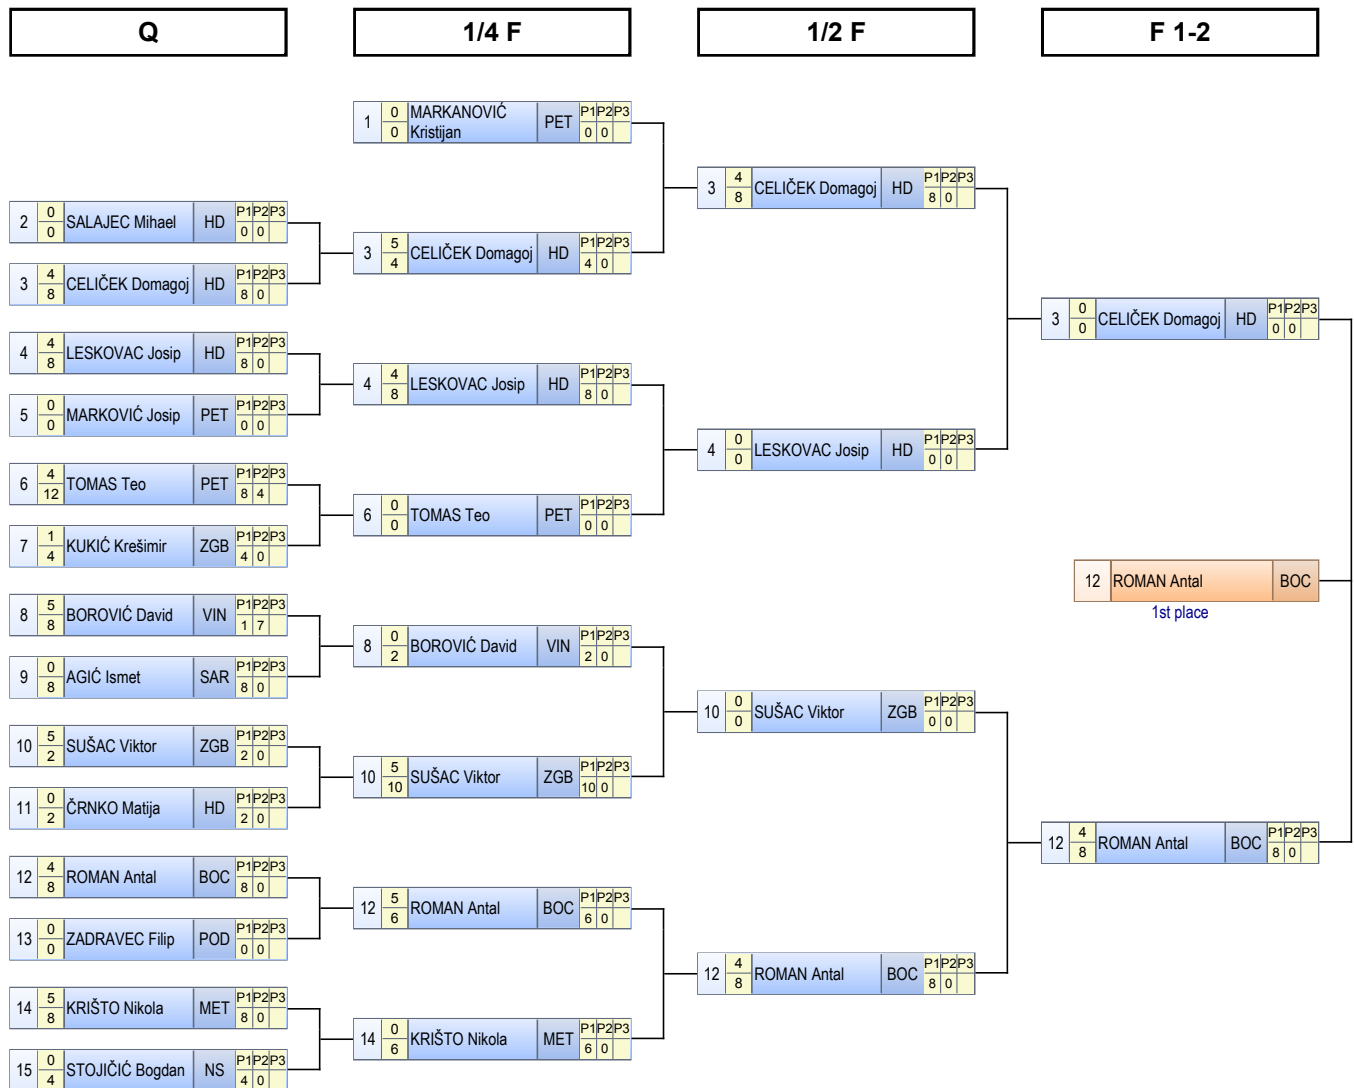 Q
1/4 F
1/2 F
F 1-2
1 0 0 MARKANOVIĆ Kristijan PET P1 P2 P3 0 0
3 4 8 CELIČEK Domagoj HD P1 P2 P3 8 0
2 0 0 SALAJEC Mihael HD P1 P2 P3 0 0
3 5 4 CELIČEK Domagoj HD P1 P2 P3 4 0
3 4 8 CELIČEK Domagoj HD P1 P2 P3 8 0
3 0 0 CELIČEK Domagoj HD P1 P2 P3 0 0
4 4 8 LESKOVAC Josip HD P1 P2 P3 8 0
4 4 8 LESKOVAC Josip HD P1 P2 P3 8 0
5 0 0 MARKOVIĆ Josip PET P1 P2 P3 0 0
4 0 0 LESKOVAC Josip HD P1 P2 P3 0 0
6 4 12 TOMAS Teo PET P1 P2 P3 8 4
6 0 0 TOMAS Teo PET P1 P2 P3 0 0
7 1 4 KUKIĆ Krešimir ZGB P1 P2 P3 4 0
12 ROMAN Antal BOC
1st place
8 5 8 BOROVIĆ David VIN P1 P2 P3 1 7
8 0 2 BOROVIĆ David VIN P1 P2 P3 2 0
9 0 8 AGIĆ Ismet SAR P1 P2 P3 8 0
10 0 0 SUŠAC Viktor ZGB P1 P2 P3 0 0
10 5 2 SUŠAC Viktor ZGB P1 P2 P3 2 0
10 5 10 SUŠAC Viktor ZGB P1 P2 P3 10 0
11 0 2 ČRNKO Matija HD P1 P2 P3 2 0
12 4 8 ROMAN Antal BOC P1 P2 P3 8 0
12 4 8 ROMAN Antal BOC P1 P2 P3 8 0
12 5 6 ROMAN Antal BOC P1 P2 P3 6 0
13 0 0 ZADRAVEC Filip POD P1 P2 P3 0 0
12 4 8 ROMAN Antal BOC P1 P2 P3 8 0
14 5 8 KRIŠTO Nikola MET P1 P2 P3 8 0
14 0 6 KRIŠTO Nikola MET P1 P2 P3 6 0
15 0 4 STOJIČIĆ Bogdan NS P1 P2 P3 4 0